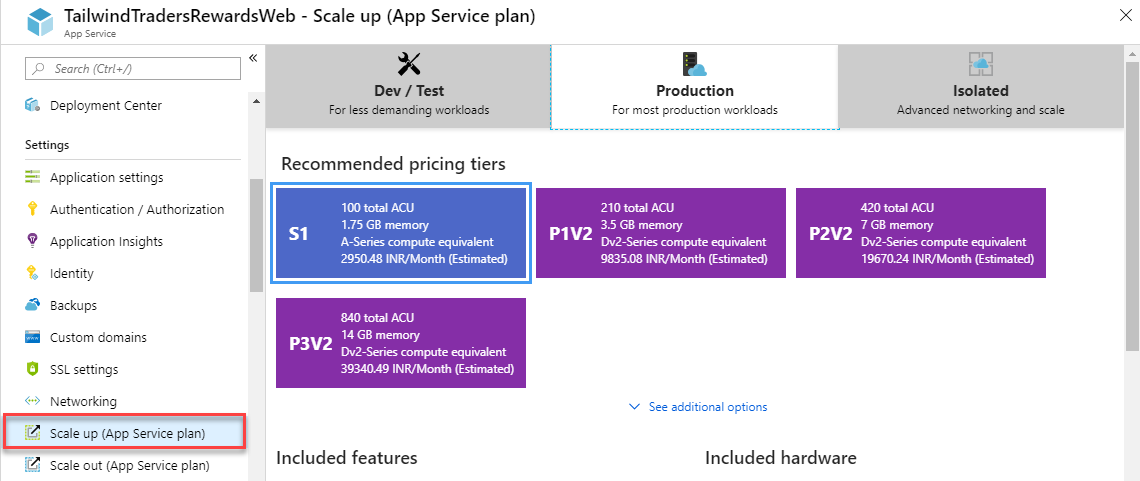 TailwindTradersRewardsWeb - Scale up (App Service plan)
App Service
Search (Ctrl+/)
Deployment Center
Settings
Application settings
Authentication / Authorization
Application Insights
Identity
Backups
Custom domains
SSL settings
Networking
Scale up (App Service plan)
Scale out (App Service plan)
Dev / Test
For less demanding workloads
Production
For most production workloads
Isolated
Advanced networking and scale
Recommended pricing tiers
S1
100 total ACU
1.75 GB memory
A-Series compute equivalent
2950.48 INR/Month (Estimated)
P1V2
210 total ACU
3.5 GB memory
Dv2-Series compute equivalent
9835.08 INR/Month (Estimated)
P2V2
420 total ACU
7 GB memory
Dv2-Series compute equivalent
19670.24 INR/Month (Estimated)
P3V2
840 total ACU
14 GB memory
Dv2-Series compute equivalent
39340.49 INR/Month (Estimated)
See additional options
Included features
Included hardware